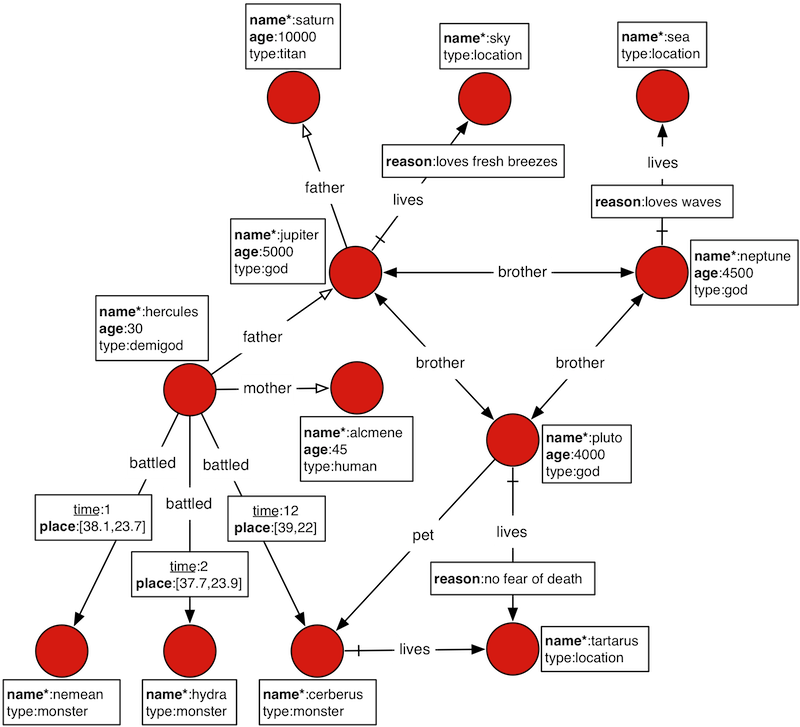 name*:saturn
age:10000
type:titan
name*:sky
type:location
name*:sea
type:location
reason:loves fresh breezes
lives
father
lives
reason:loves waves
name*:jupiter
age:5000
type:god
brother
name*:neptune
age:4500
type:god
name*:hercules
age:30
type:demigod
father
brother
brother
mother
name*:alcmene
age:45
type:human
name*:pluto
age:4000
type:god
battled
battled
battled
time:1
place:[38.1,23.7]
time:12
place:[39,22]
pet
lives
time:2
place:[37.7,23.9]
reason:no fear of death
lives
name*:tartarus
type:location
name*:nemean
type:monster
name*:hydra
type:monster
name*:cerberus
type:monster